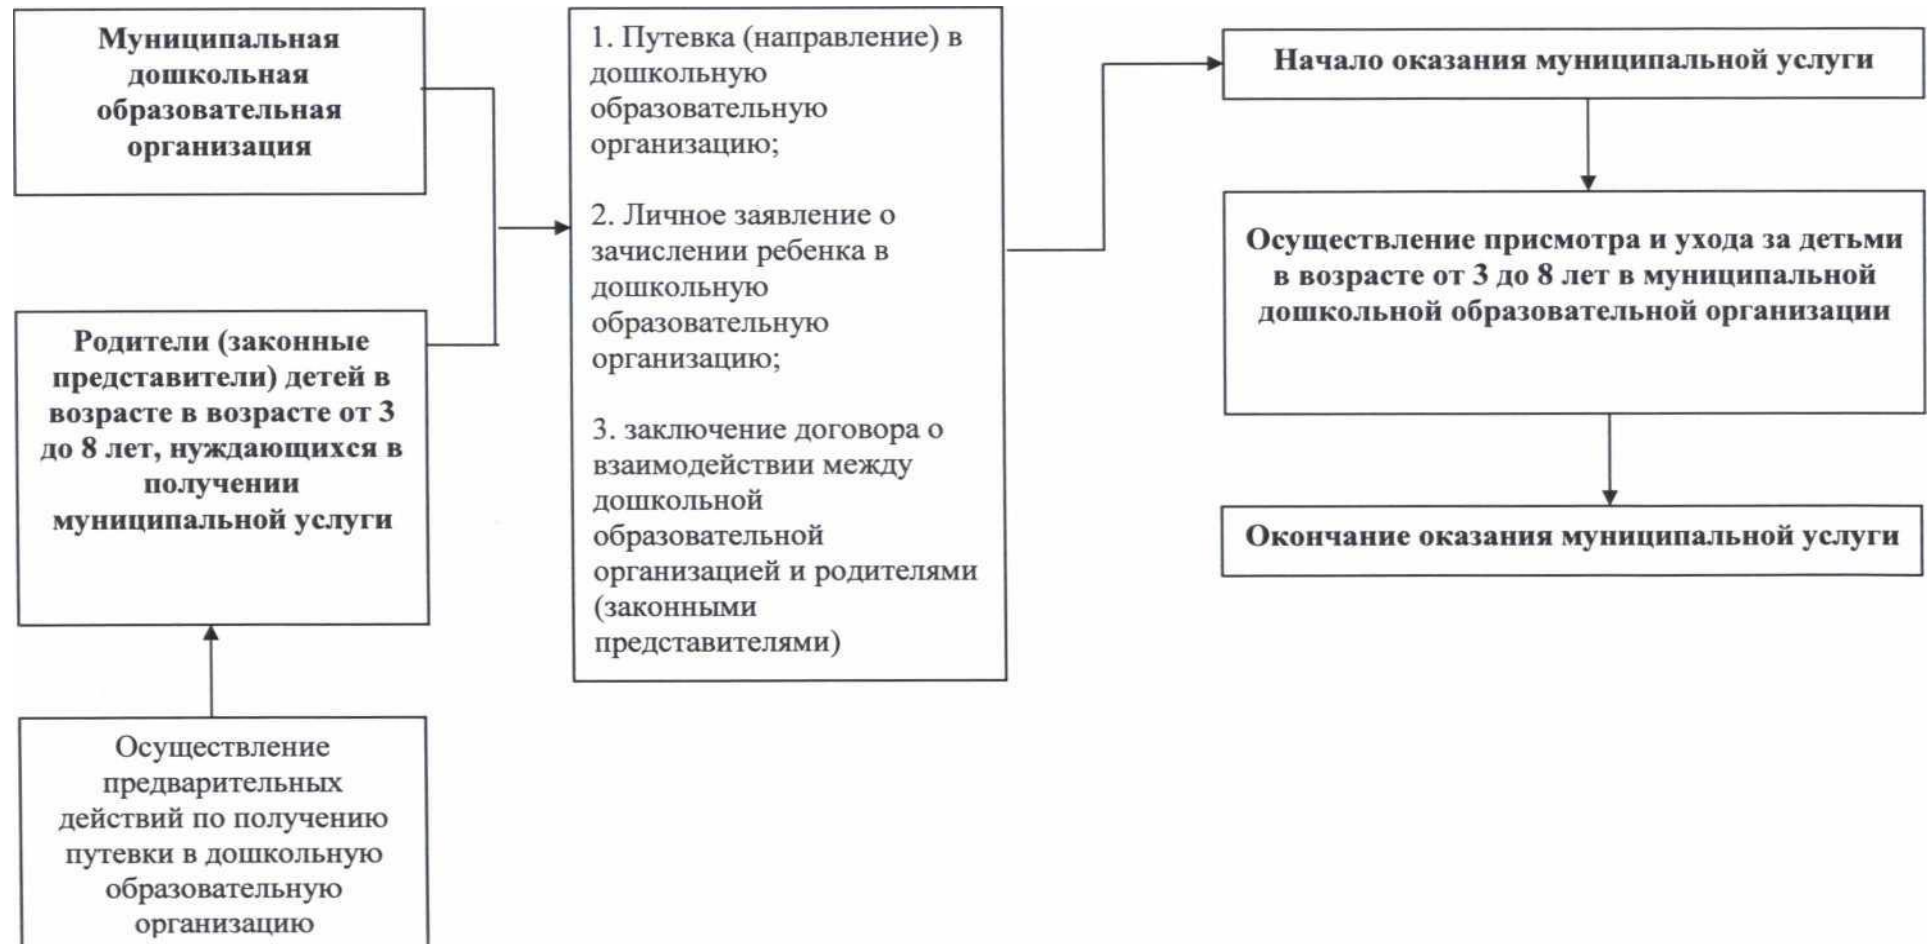 Муниципальная
дошкольная
образовательная
организация
Родители (законные
представители) детей в
возрасте в возрасте от 3
до 8 лет, нуждающихся в
получении
муниципальной услуги
Осуществление
предварительных
действий по получению
путевки в дошкольную
образовательную
организацию
1. Путевка (направление) в
дошкольную
образовательную
организацию;
2. Личное заявление о
зачислении ребенка в
дошкольную
образовательную
организацию;
3. заключение договора о
взаимодействии между
дошкольной
образовательной
организацией и родителями
(законными
представителями)
Начало оказания муниципальной услуги
Осуществление присмотра и ухода за детьми
в возрасте от 3 до 8 лет в муниципальной
дошкольной образовательной организации
Окончание оказания муниципальной услуги